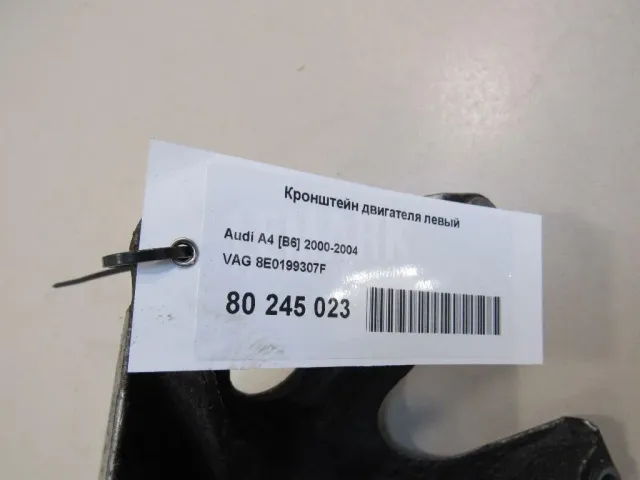 Кронштейн двигателя левый
Audi A4 [B6] 2000-2004
VAG 8E0199307F
80 245 023